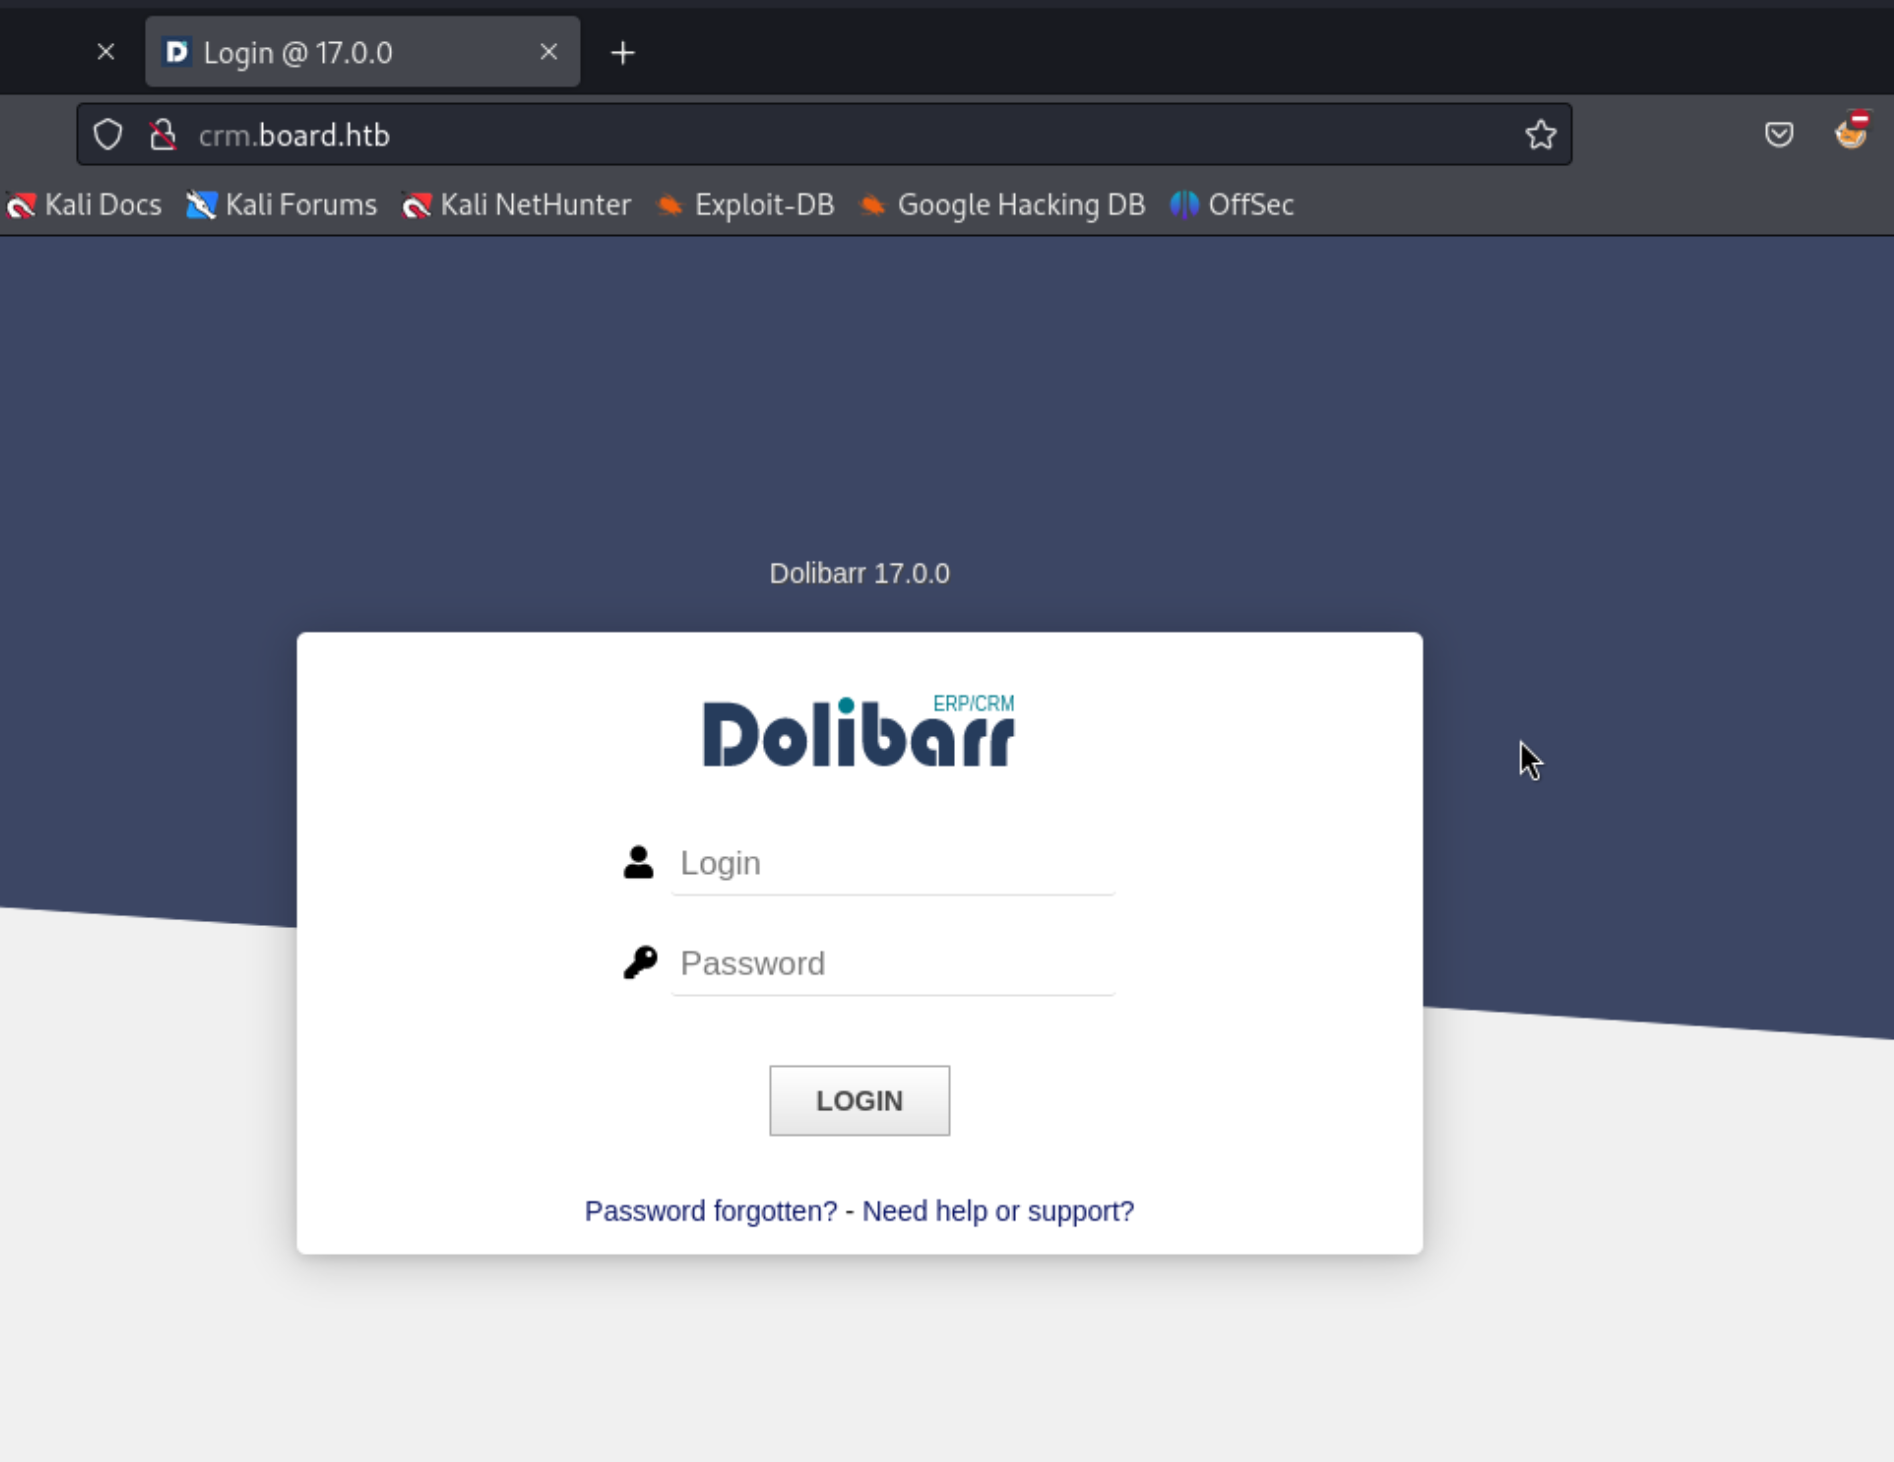 Login @ 17.0.0
crm.board.htb
Kali Docs Kali Forums Kali NetHunter Exploit-DB Google Hacking DB OffSec
Dolibarr 17.0.0
Dolibarr ERP/CRM
Login
Password
LOGIN
Password forgotten? - Need help or support?